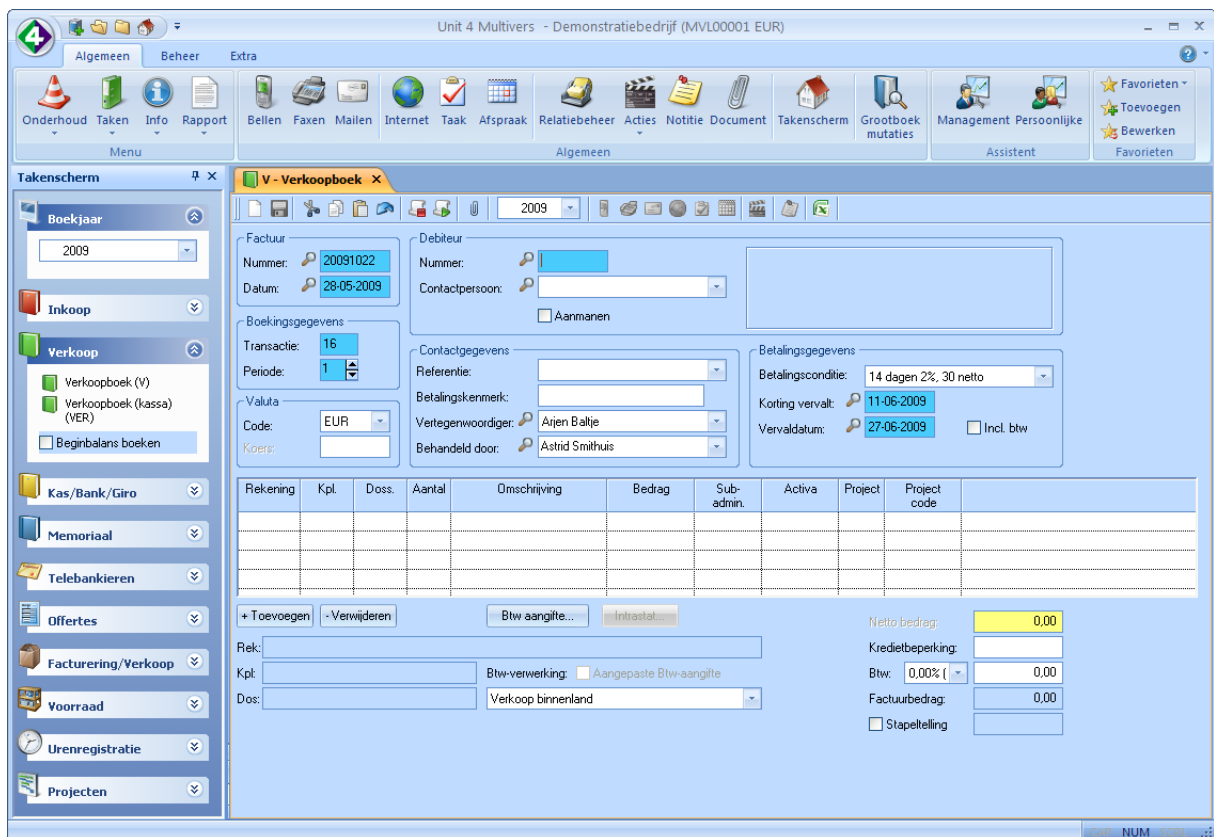 Unit 4 Multivers - Demonstratiebedrijf (MVL00001 EUR)
4
Algemeen Beheer Extra
Onderhoud Taken Info Rapport
Menu
Bellen Faxen Mailen Internet Taak Afspraak Relatiebeheer Acties Notitie Document Takenscherm Grootboek mutaties
Algemeen
Management Persoonlijke
Assistent
Favorieten
Toevoegen
Bewerken
Favorieten
Takenscherm
Boekjaar
2009
Inkoop
Verkoop
Verkoopboek (V)
Verkoopboek (kassa)
(VER)
Beginbalans boeken
Kas/Bank/Giro
Memoriaal
Telebankieren
Offertes
Facturering/Verkoop
Voorraad
Urenregistratie
Projecten
V - Verkoopboek
2009
Factuur
Nummer: 20091022
Datum: 28-05-2009
Debiteur
Nummer:
Contactpersoon:
Aanmanen
Boekingsgegevens
Transactie: 16
Periode: 1
Valuta
Code: EUR
Koers:
Contactgegevens
Referentie:
Betalingskenmerk:
Vertegenwoordiger: Arjen Baltje
Behandeld door: Astrid Smithuis
Betalingsgegevens
Betalingsconditie: 14 dagen 2%, 30 netto
Korting vervalt: 11-06-2009
Vervaldatum: 27-06-2009 Incl. btw
Rekening Kpl. Doss. Aantal Omschrijving Bedrag Sub-admin. Activa Project Project code
+ Toevoegen - Verwijderen Btw aangifte... Intrastat...
Rek:
Kpl:
Dos:
Btw-verwerking: Aangepaste Btw-aangifte
Verkoop binnenland
Netto bedrag: 0,00
Kredietbeperking:
Btw: 0,00% ( 0,00
Factuurbedrag: 0,00
Stapeltelling
NUM